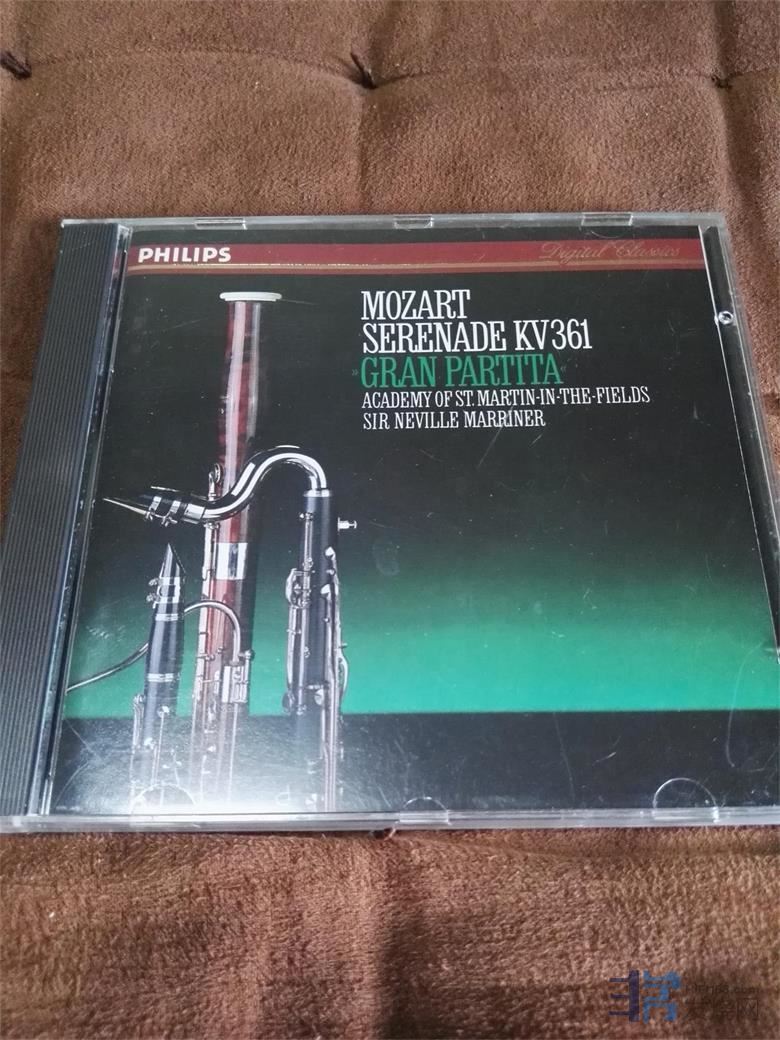 PHILIPS
Digital Classics
MOZART
SERENADE KV361
»GRAN PARTITA«
ACADEMY OF ST. MARTIN-IN-THE-FIELDS
SIR NEVILLE MARRINER